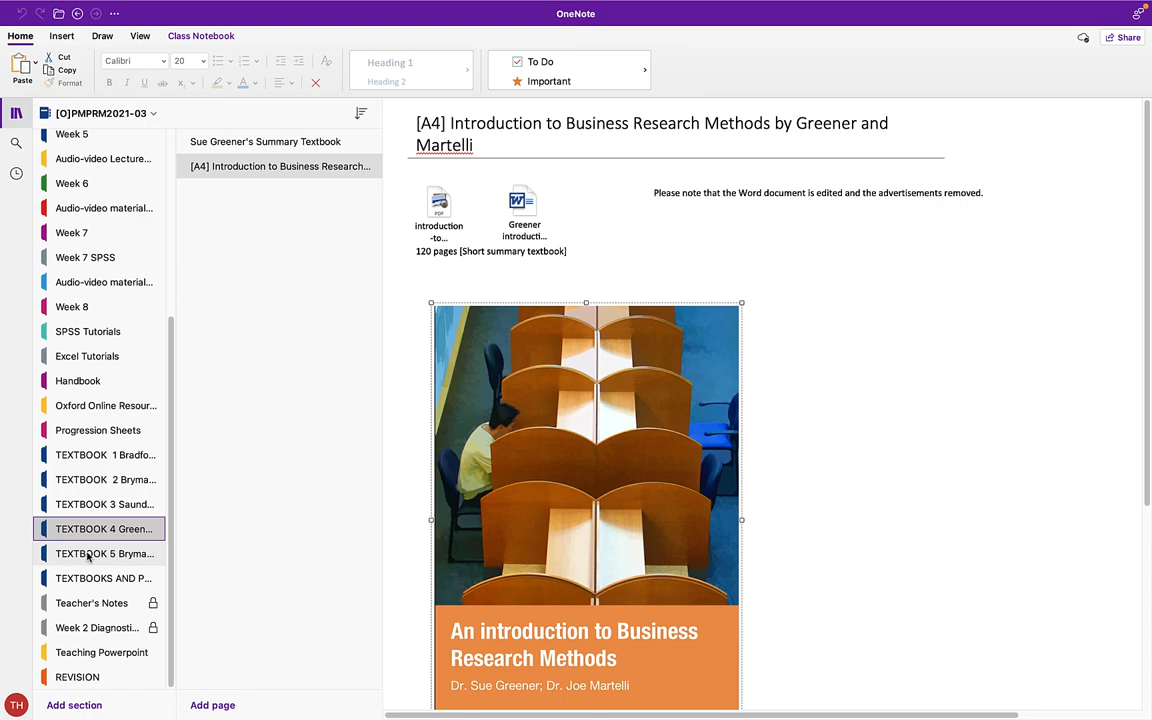 OneNote
Home
Insert
Draw
View
Class Notebook
Share
Paste
Cut
Copy
Format
Calibri
20
Heading 1
Heading 2
To Do
Important
[O]PMPRM2021-03
Week 5
Audio-video Lecture...
Week 6
Audio-video material...
Week 7
Week 7 SPSS
Audio-video material...
Week 8
SPSS Tutorials
Excel Tutorials
Handbook
Oxford Online Resour...
Progression Sheets
TEXTBOOK 1 Bradfo...
TEXTBOOK 2 Bryma...
TEXTBOOK 3 Saund...
TEXTBOOK 4 Green...
TEXTBOOK 5 Bryma...
TEXTBOOKS AND P...
Teacher's Notes
Week 2 Diagnosti...
Teaching Powerpoint
REVISION
TH
Add section
Sue Greener's Summary Textbook
[A4] Introduction to Business Research...
Add page
[A4] Introduction to Business Research Methods by Greener and
Martelli
PDF
introduction
-to...
Greener
introducti...
120 pages [Short summary textbook]
Please note that the Word document is edited and the advertisements removed.
An introduction to Business
Research Methods
Dr. Sue Greener; Dr. Joe Martelli